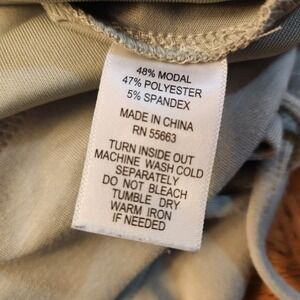 48% MODAL
47% POLYESTER
5% SPANDEX
MADE IN CHINA
RN 55663
TURN INSIDE OUT
MACHINE WASH COLD
SEPARATELY
DO NOT BLEACH
TUMBLE DRY
WARM IRON
IF NEEDED